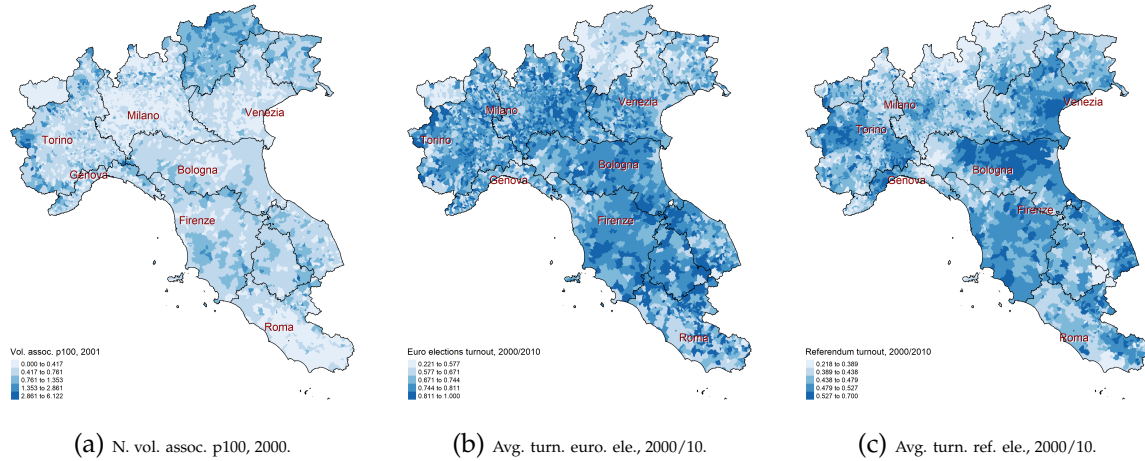 Milano
Venezia
Torino
Genova
Bologna
Firenze
Roma
Vol. assoc. p100, 2001
0.000 to 0.417
0.417 to 0.761
0.761 to 1.353
1.353 to 2.861
2.861 to 6.122
(a) N. vol. assoc. p100, 2000.
Venezia
Milano
Torino
Bologna
Genova
Firenze
Roma
Euro elections turnout, 2000/2010
0.221 to 0.577
0.577 to 0.671
0.671 to 0.744
0.744 to 0.811
0.811 to 1.000
(b) Avg. turn. euro. ele., 2000/10.
Venezia
Milano
Torino
Bologna
Genova
Firenze
Roma
Referendum turnout, 2000/2010
0.218 to 0.389
0.389 to 0.438
0.438 to 0.479
0.479 to 0.527
0.527 to 0.700
(c) Avg. turn. ref. ele., 2000/10.